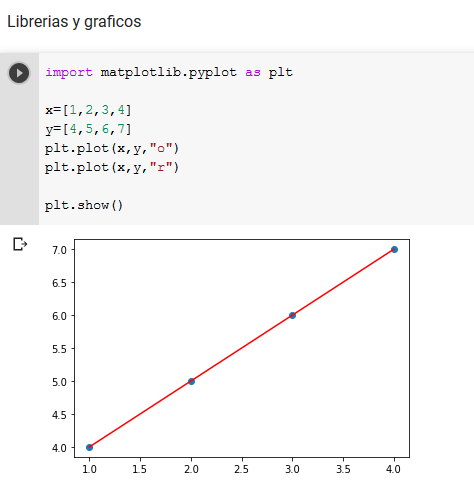 Librerias y graficos
import matplotlib.pyplot as plt
x=[1,2,3,4]
y=[4,5,6,7]
plt.plot(x,y,"o")
plt.plot(x,y,"r")
plt.show()
7.0
6.5
6.0
5.5
5.0
4.5
4.0
1.0 1.5 2.0 2.5 3.0 3.5 4.0